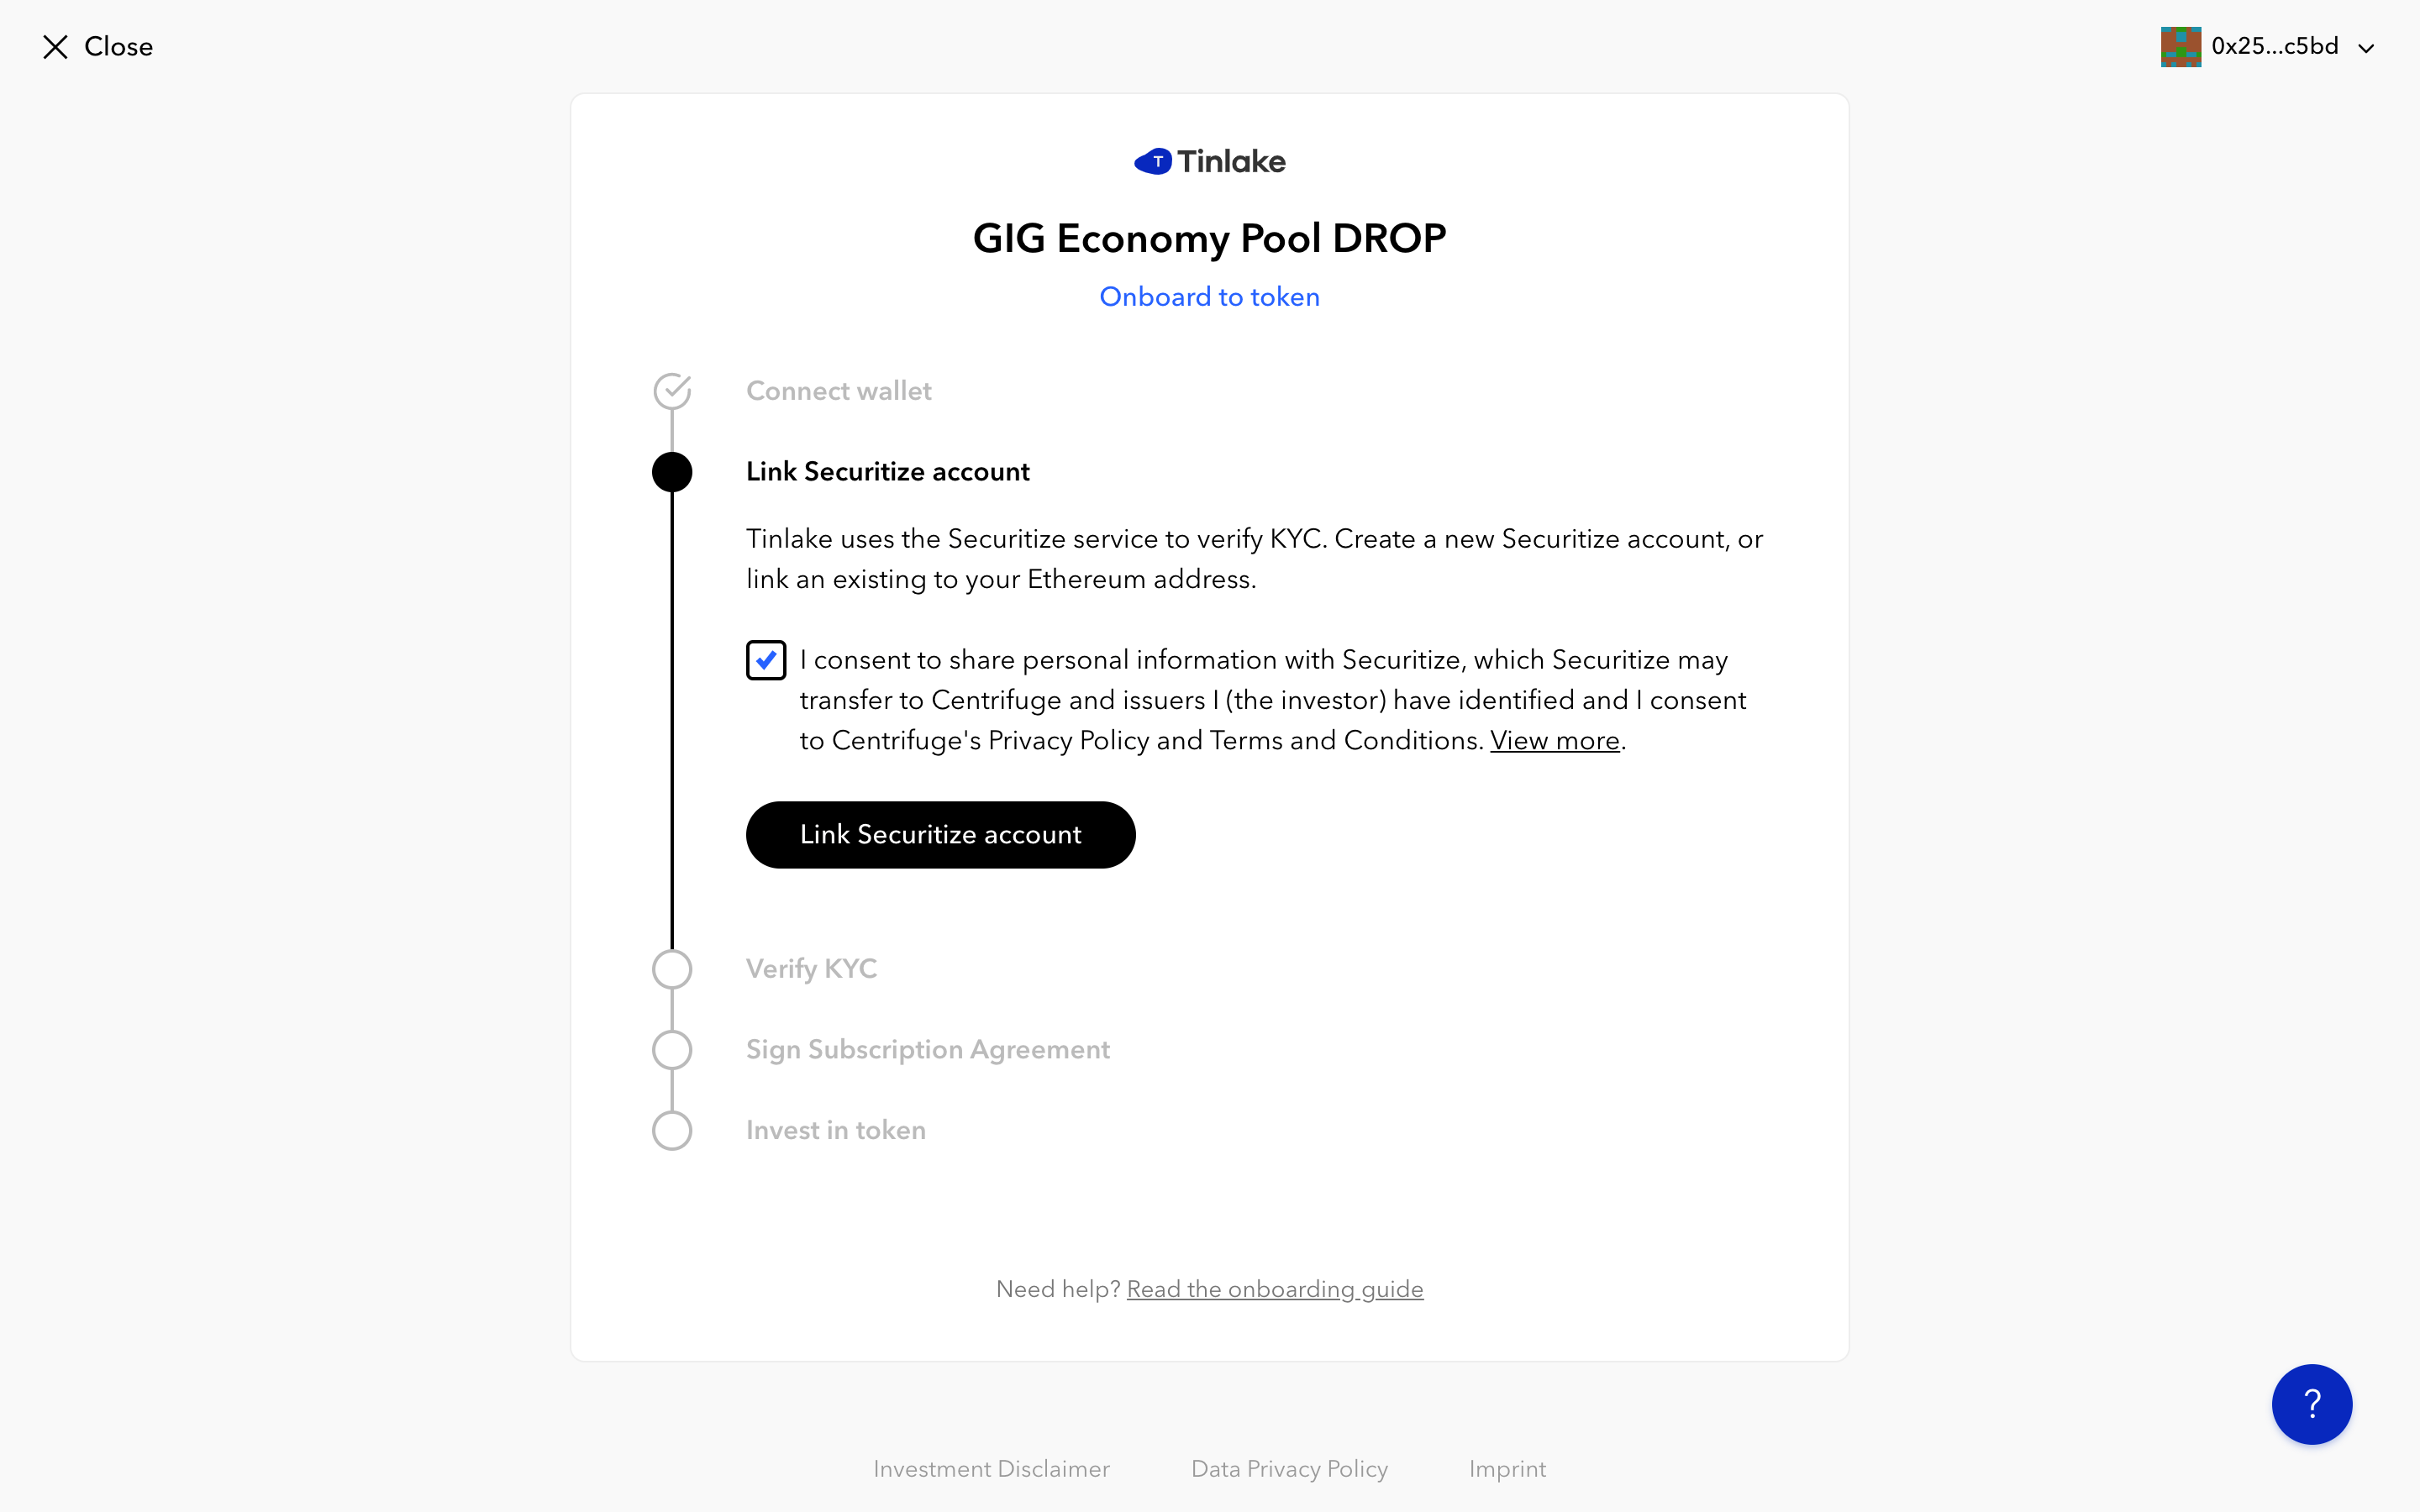 Close
0x25...c5bd
T Tinlake
GIG Economy Pool DROP
Onboard to token
Connect wallet
Link Securitize account
Tinlake uses the Securitize service to verify KYC. Create a new Securitize account, or
link an existing to your Ethereum address.
I consent to share personal information with Securitize, which Securitize may
transfer to Centrifuge and issuers I (the investor) have identified and I consent
to Centrifuge's Privacy Policy and Terms and Conditions. View more.
Link Securitize account
Verify KYC
Sign Subscription Agreement
Invest in token
Need help? Read the onboarding guide
?
Investment Disclaimer
Data Privacy Policy
Imprint